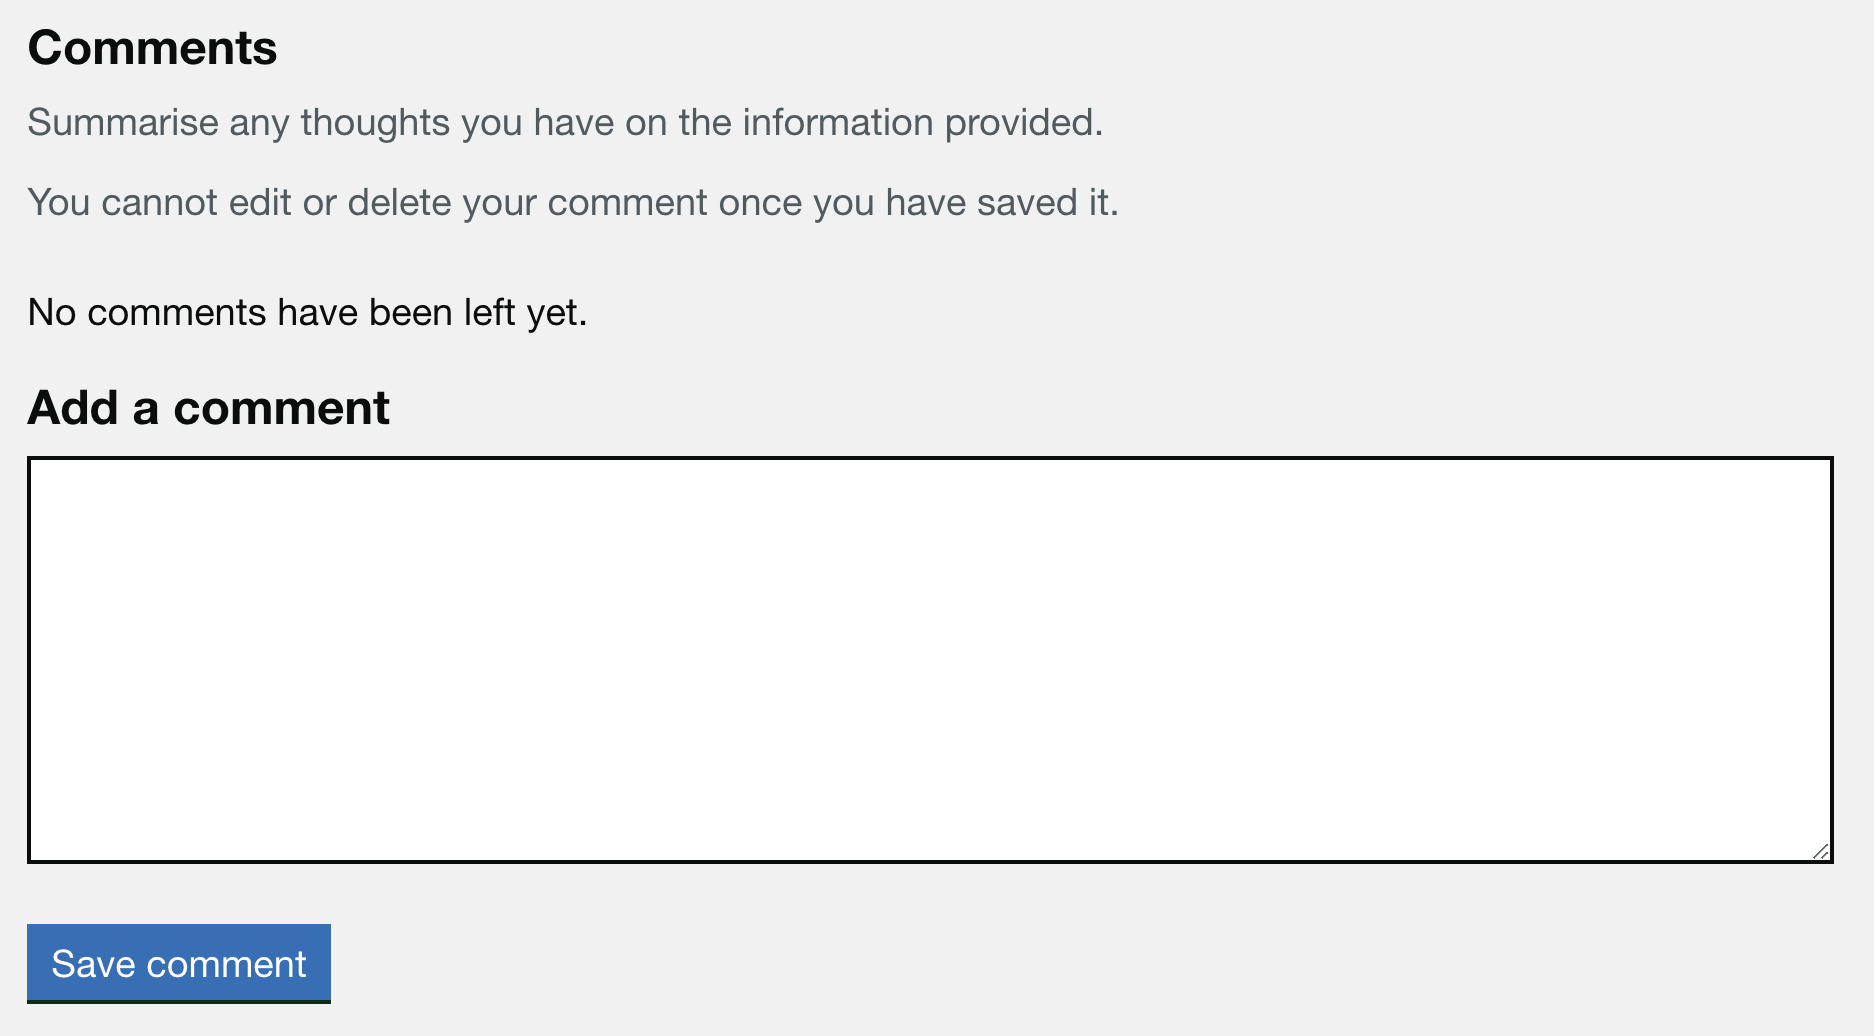 Comments
Summarise any thoughts you have on the information provided.
You cannot edit or delete your comment once you have saved it.
No comments have been left yet.
Add a comment
Save comment